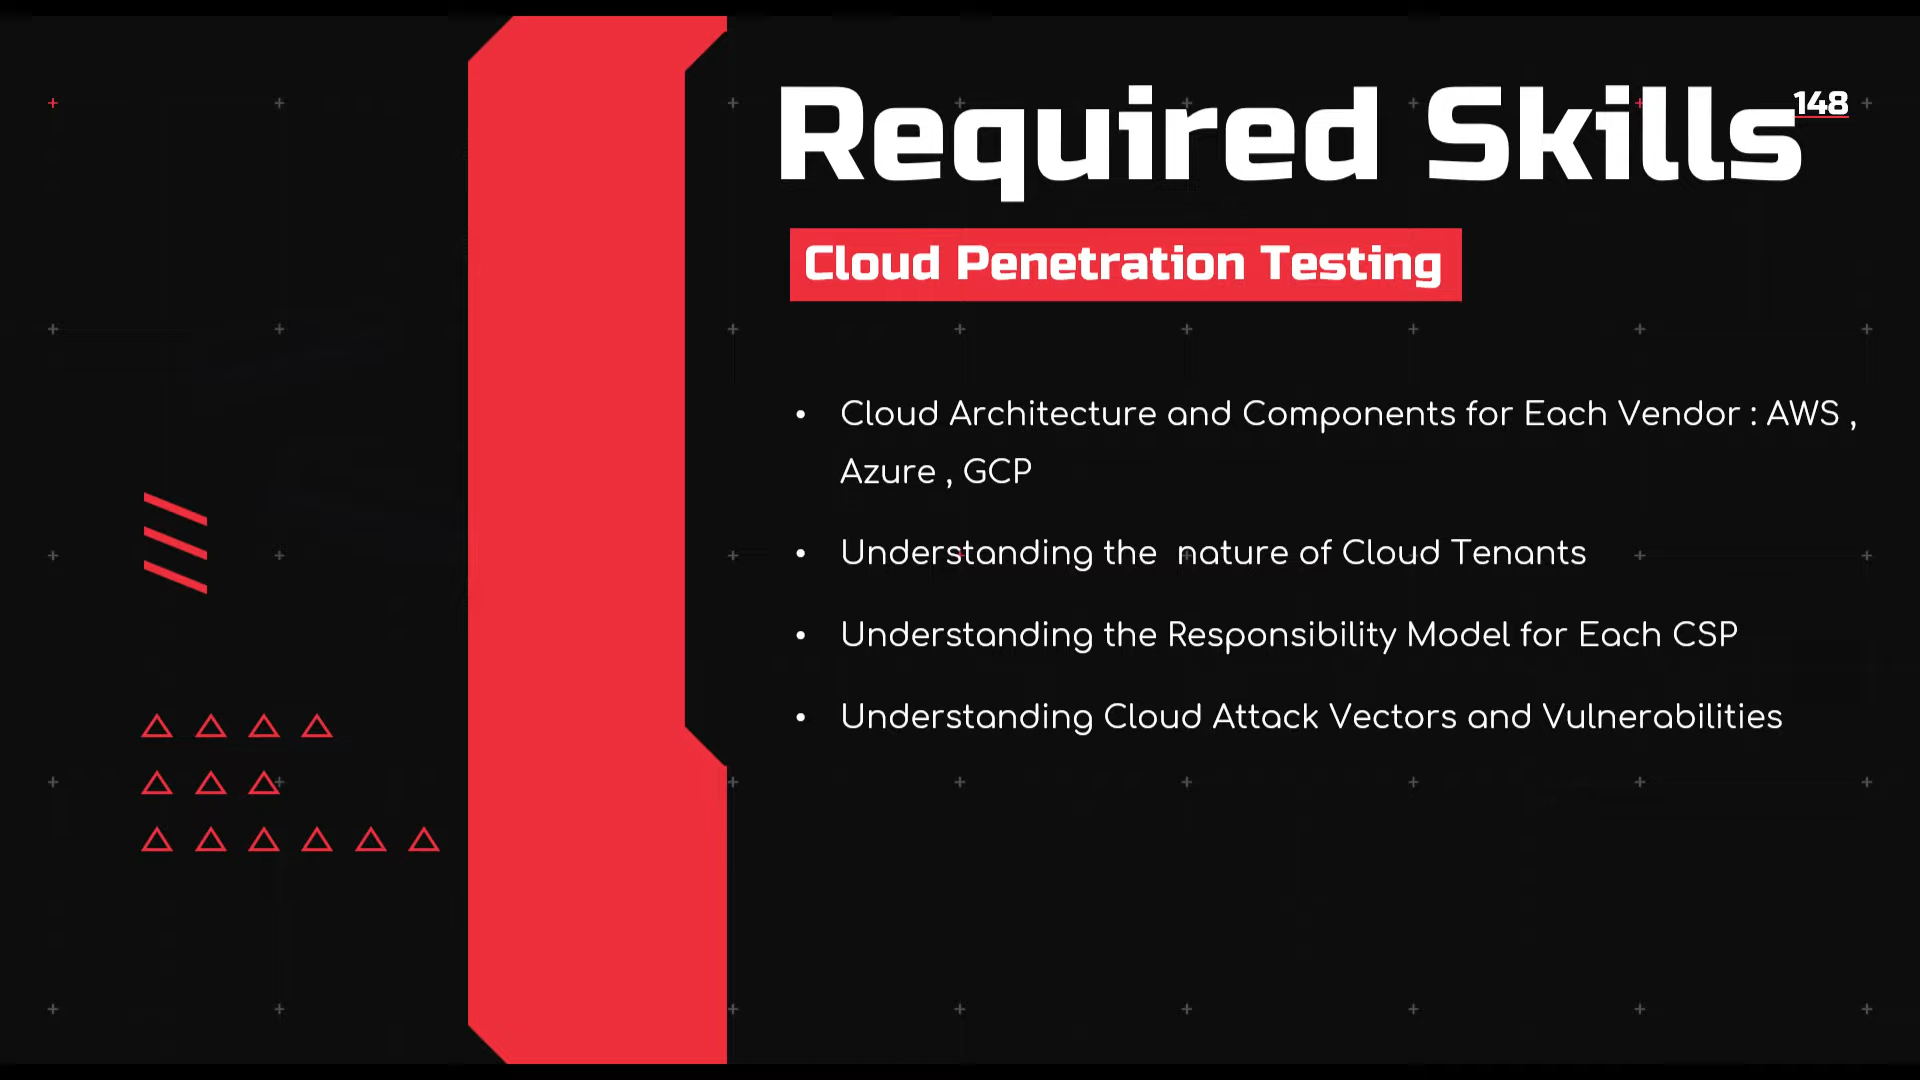 Required Skills
148
Cloud Penetration Testing
• Cloud Architecture and Components for Each Vendor : AWS ,
Azure , GCP
• Understanding the  nature of Cloud Tenants
• Understanding the Responsibility Model for Each CSP
• Understanding Cloud Attack Vectors and Vulnerabilities